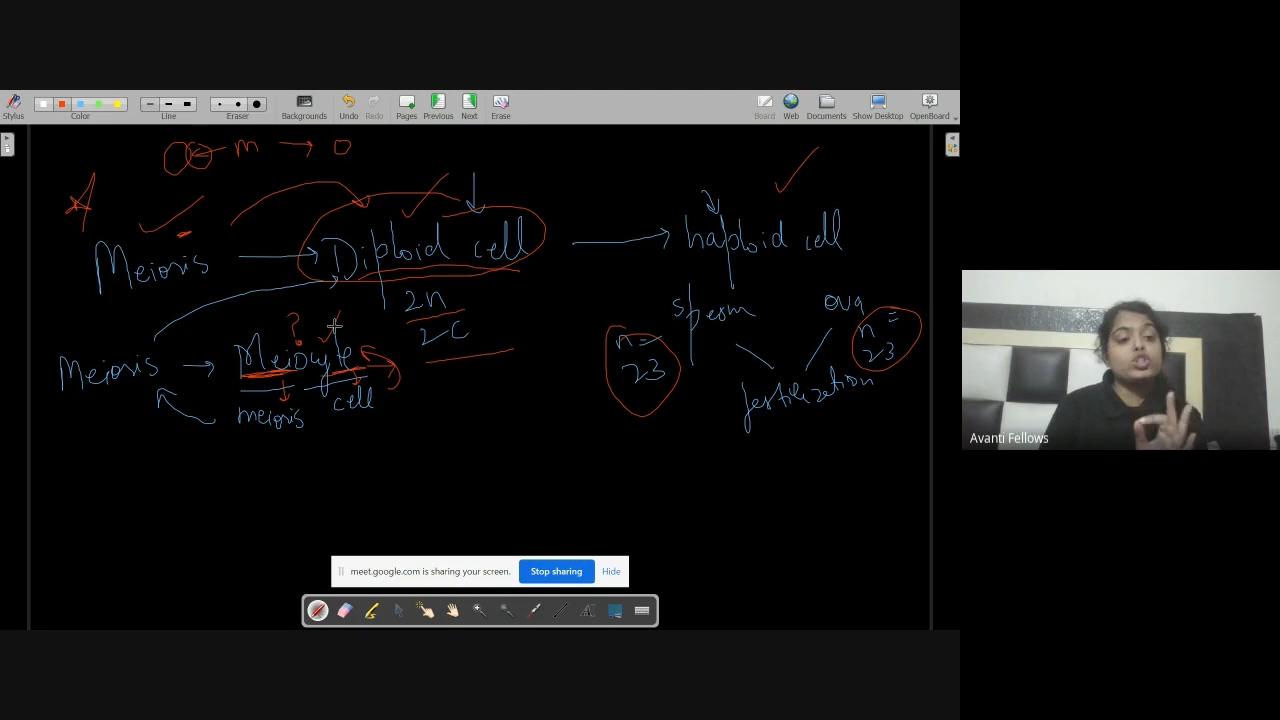 Stylus
Color
Line
Eraser
Backgrounds
Undo
Redo
Pages
Previous
Next
Erase
Board
Web
Documents
Show Desktop
OpenBoard
m → 0
Meiosis → Diploid cell → haploid cell
2n
2c
sperm
ova
n =
23
n =
23
fertilization
Meiosis → Meiocyte
?
meiosis
cell
Avanti Fellows
meet.google.com is sharing your screen.
Stop sharing
Hide